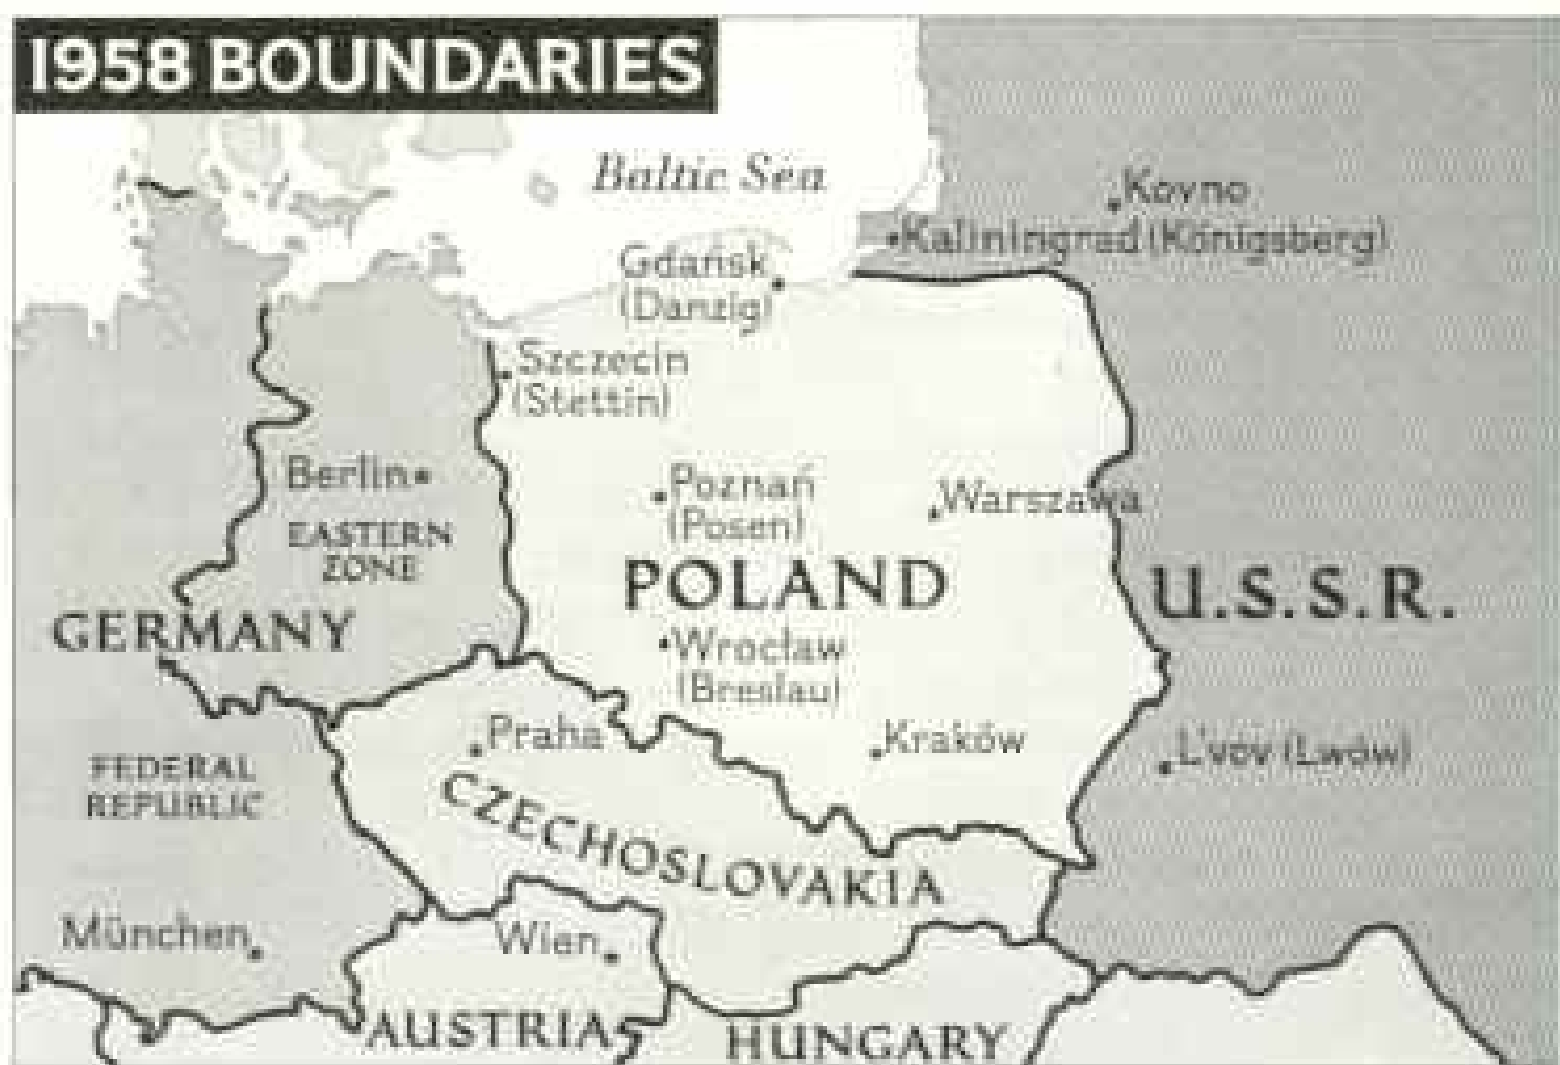 1958 BOUNDARIES
Baltic Sea
Kovno
Kaliningrad (Königsberg)
Gdańsk
(Danzig)
Szczecin
(Stettin)
Berlin
Poznań
(Posen)
Warszawa
EASTERN
ZONE
POLAND
U.S.S.R.
GERMANY
Wrocław
(Breslau)
Praha
Kraków
L'vov (Lwów)
FEDERAL
REPUBLIC
CZECHOSLOVAKIA
München
Wien
AUSTRIA
HUNGARY